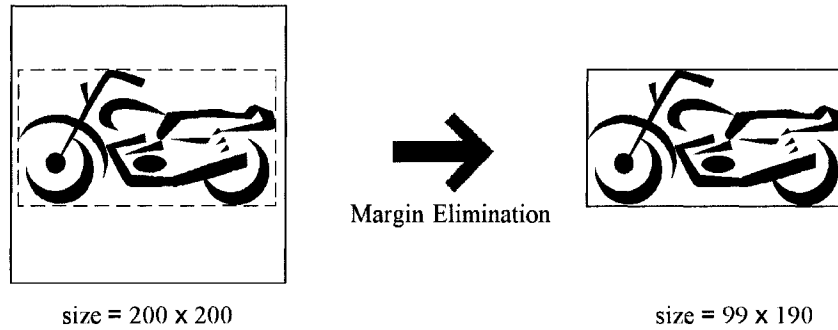 Margin Elimination
size = 200 x 200
size = 99 x 190